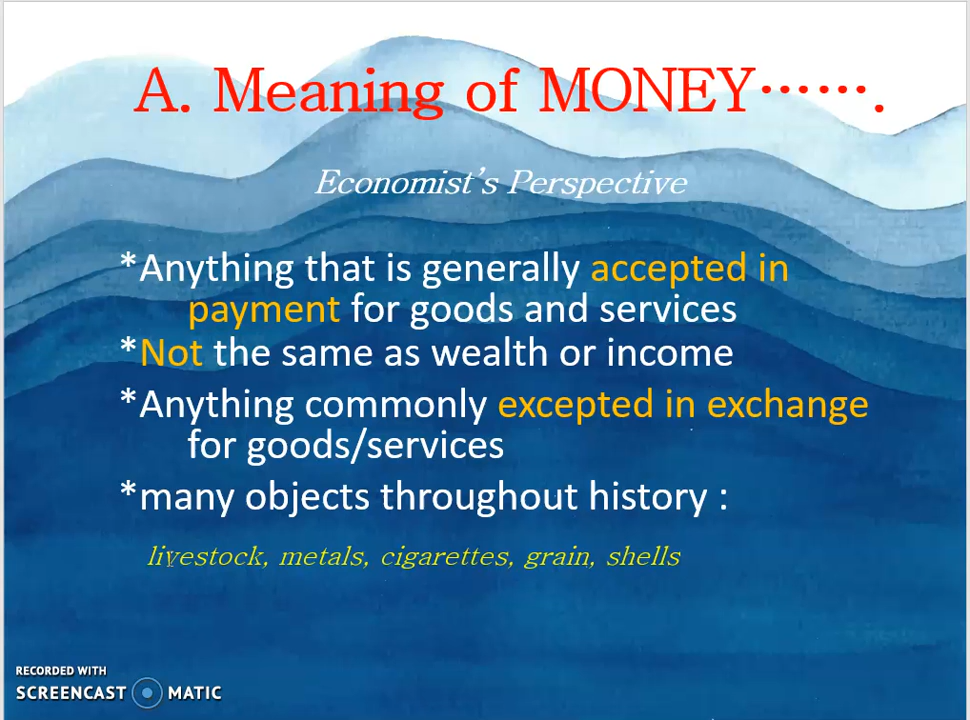 A. Meaning of MONEY…….
Economist's Perspective
*Anything that is generally accepted in
payment for goods and services
*Not the same as wealth or income
*Anything commonly excepted in exchange
for goods/services
*many objects throughout history :
livestock, metals, cigarettes, grain, shells
RECORDED WITH
SCREENCAST MATIC